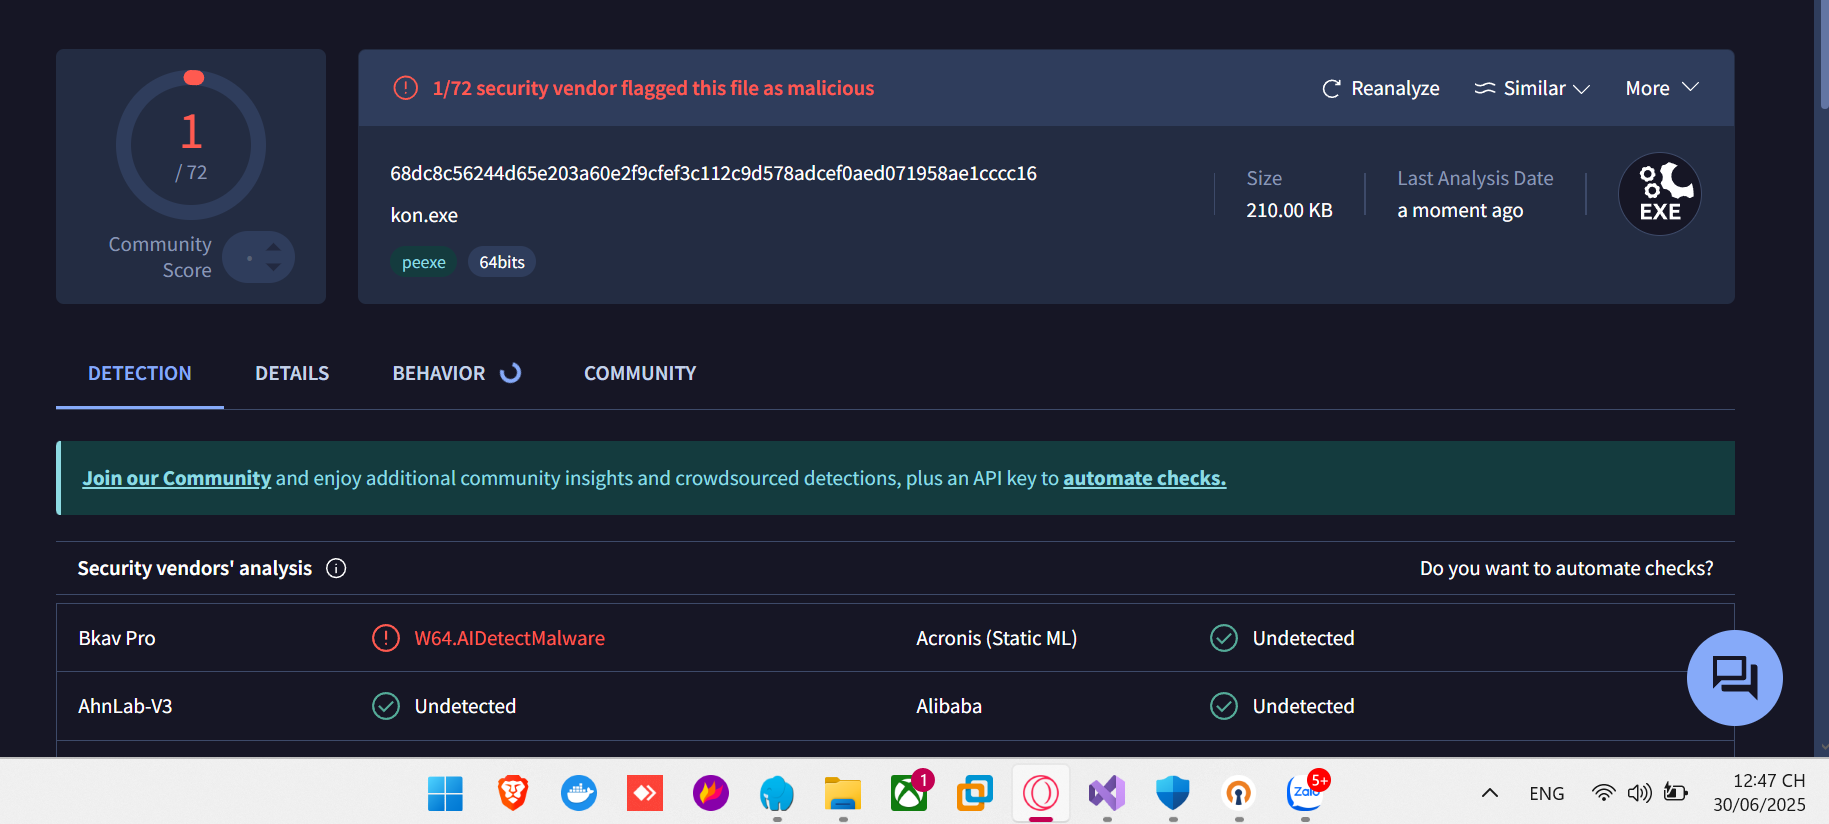 1/72 security vendor flagged this file as malicious
Reanalyze
Similar
More
1
/ 72
Community
Score
68dc8c56244d65e203a60e2f9cfef3c112c9d578adcef0aed071958ae1cccc16
kon.exe
peexe
64bits
Size
210.00 KB
Last Analysis Date
a moment ago
EXE
DETECTION
DETAILS
BEHAVIOR
COMMUNITY
Join our Community and enjoy additional community insights and crowdsourced detections, plus an API key to automate checks.
Security vendors' analysis
Do you want to automate checks?
Bkav Pro
W64.AIDetectMalware
Acronis (Static ML)
Undetected
AhnLab-V3
Undetected
Alibaba
Undetected
1
Zalo
5+
ENG
12:47 CH
30/06/2025